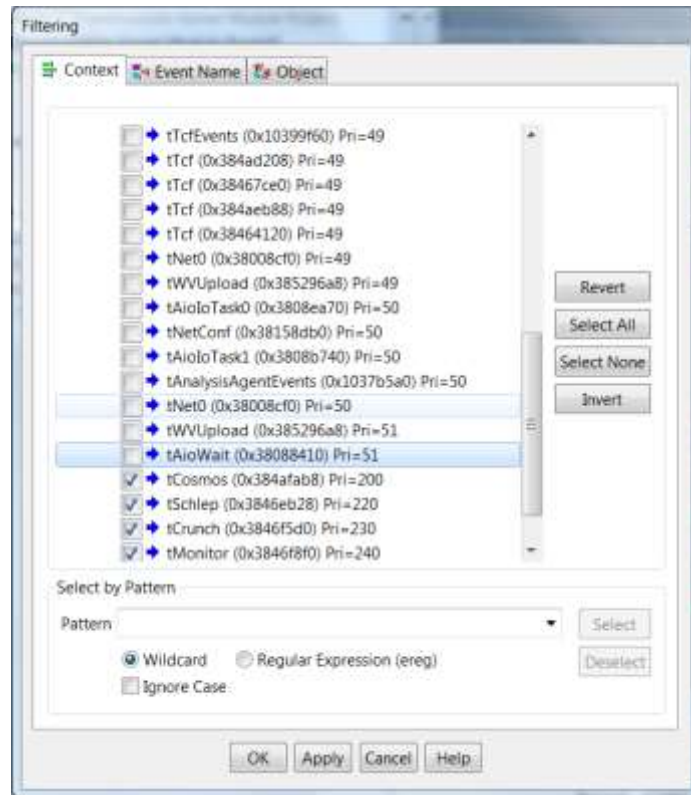 Filtering
Context Event Name Object
tTcfEvents (0x10399f60) Pri=49
tTcf (0x384ad208) Pri=49
tTcf (0x38467ce0) Pri=49
tTcf (0x384aeb88) Pri=49
tTcf (0x38464120) Pri=49
tNet0 (0x38008cf0) Pri=49
tWVUpload (0x385296a8) Pri=49
tAioIoTask0 (0x3808ea70) Pri=50
tNetConf (0x38158db0) Pri=50
tAioIoTask1 (0x3808b740) Pri=50
tAnalysisAgentEvents (0x1037b5a0) Pri=50
tNet0 (0x38008cf0) Pri=50
tWVUpload (0x385296a8) Pri=51
tAioWait (0x38088410) Pri=51
tCosmos (0x384afab8) Pri=200
tSchlep (0x3846eb28) Pri=220
tCrunch (0x3846f5d0) Pri=230
tMonitor (0x3846f8f0) Pri=240
Revert
Select All
Select None
Invert
Select by Pattern
Pattern
Select
Wildcard Regular Expression (ereg)
Deselect
Ignore Case
OK Apply Cancel Help